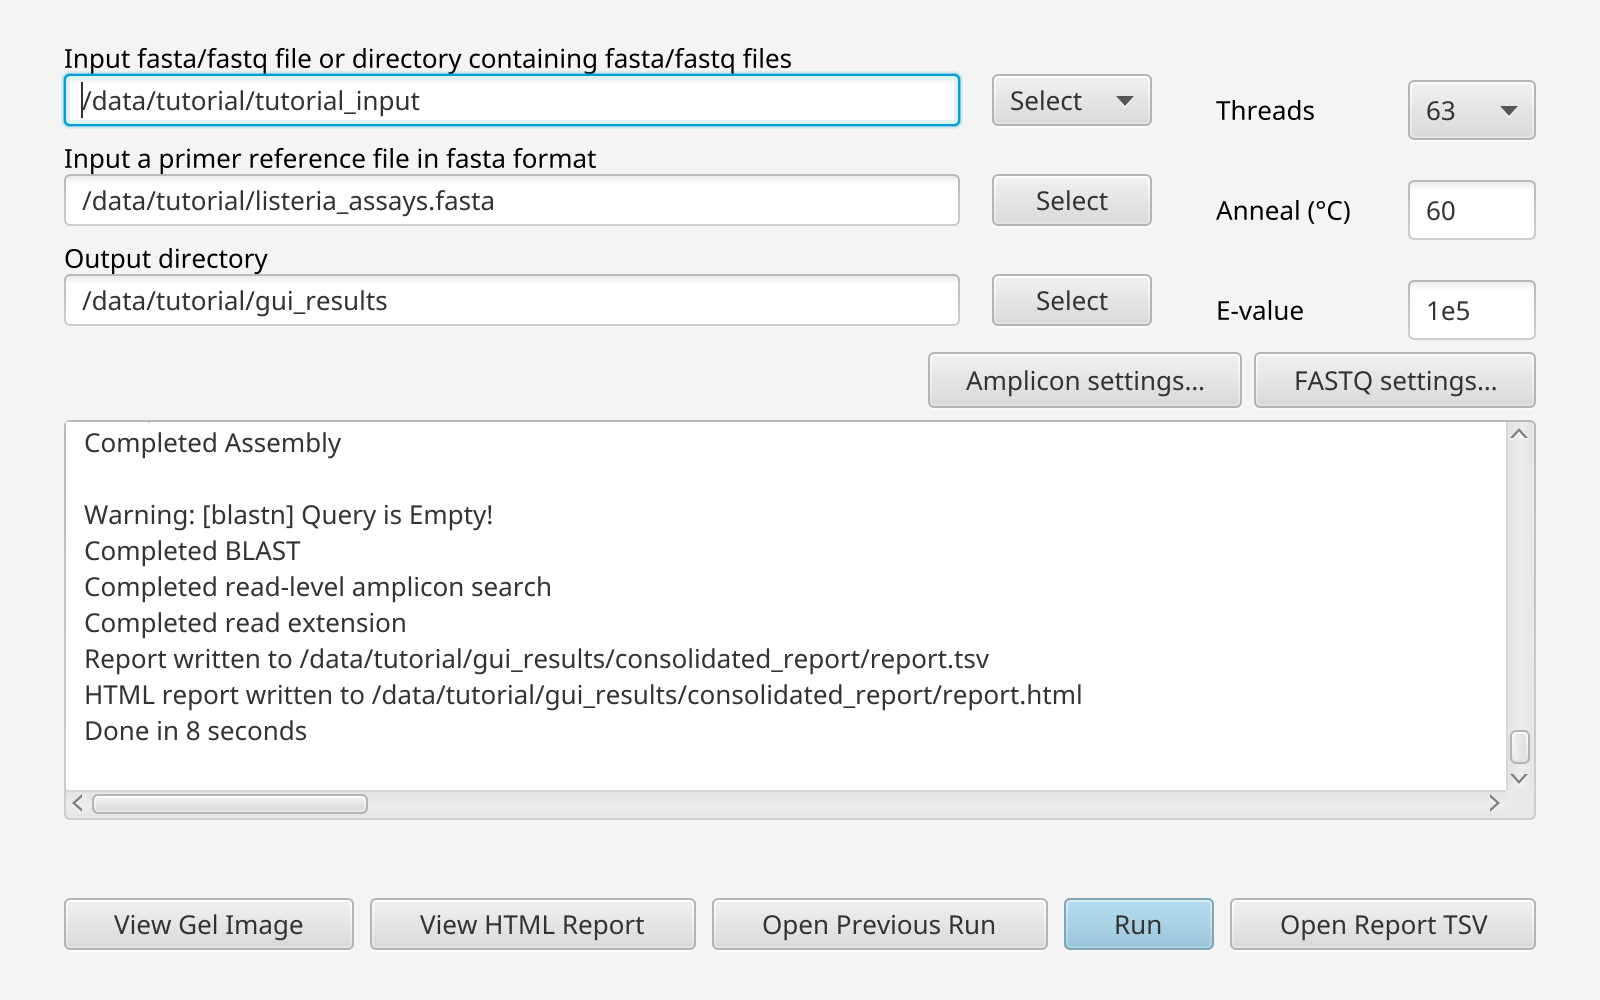 Input fasta/fastq file or directory containing fasta/fastq files
/data/tutorial/tutorial_input
Select
Threads
63
Input a primer reference file in fasta format
/data/tutorial/listeria_assays.fasta
Select
Anneal (°C)
60
Output directory
/data/tutorial/gui_results
Select
E-value
1e5
Amplicon settings...
FASTQ settings...
Completed Assembly
Warning: [blastn] Query is Empty!
Completed BLAST
Completed read-level amplicon search
Completed read extension
Report written to /data/tutorial/gui_results/consolidated_report/report.tsv
HTML report written to /data/tutorial/gui_results/consolidated_report/report.html
Done in 8 seconds
View Gel Image
View HTML Report
Open Previous Run
Run
Open Report TSV